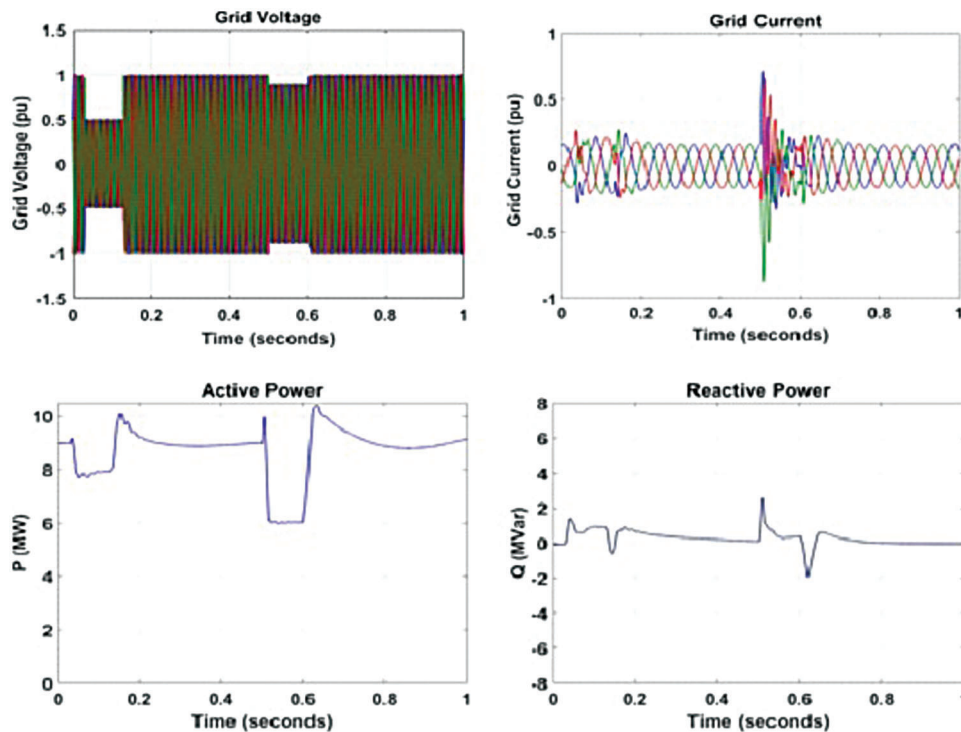 Grid Voltage
1.5
1
0.5
0
-0.5
-1
-1.5
Grid Voltage (pu)
0 0.2 0.4 0.6 0.8 1
Time (seconds)
Grid Current
1
0.5
0
-0.5
-1
Grid Current (pu)
0 0.2 0.4 0.6 0.8 1
Time (seconds)
Active Power
10
8
6
4
2
0
P (MW)
0 0.2 0.4 0.6 0.8 1
Time (seconds)
Reactive Power
8
6
4
2
0
-2
-4
-6
-8
Q (MVar)
0 0.2 0.4 0.6 0.8 1
Time (seconds)